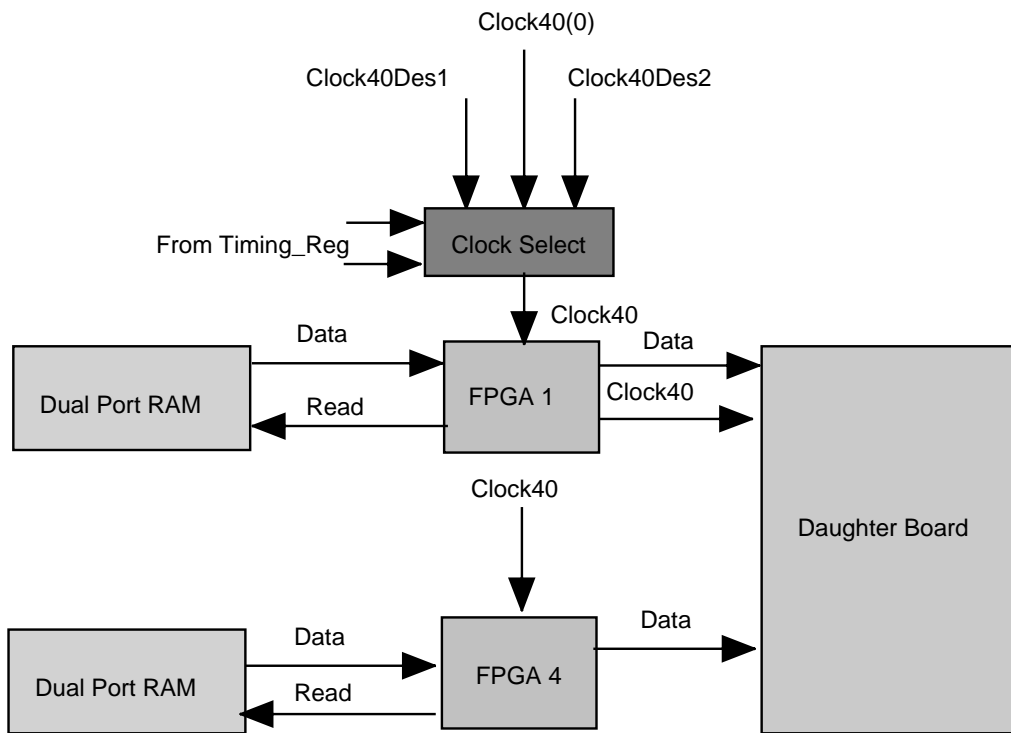 Clock40(0)
Clock40Des1
Clock40Des2
From Timing_Reg
Clock Select
Clock40
Data
Data
Dual Port RAM
FPGA 1
Clock40
Read
Clock40
Daughter Board
Data
Data
Dual Port RAM
FPGA 4
Read